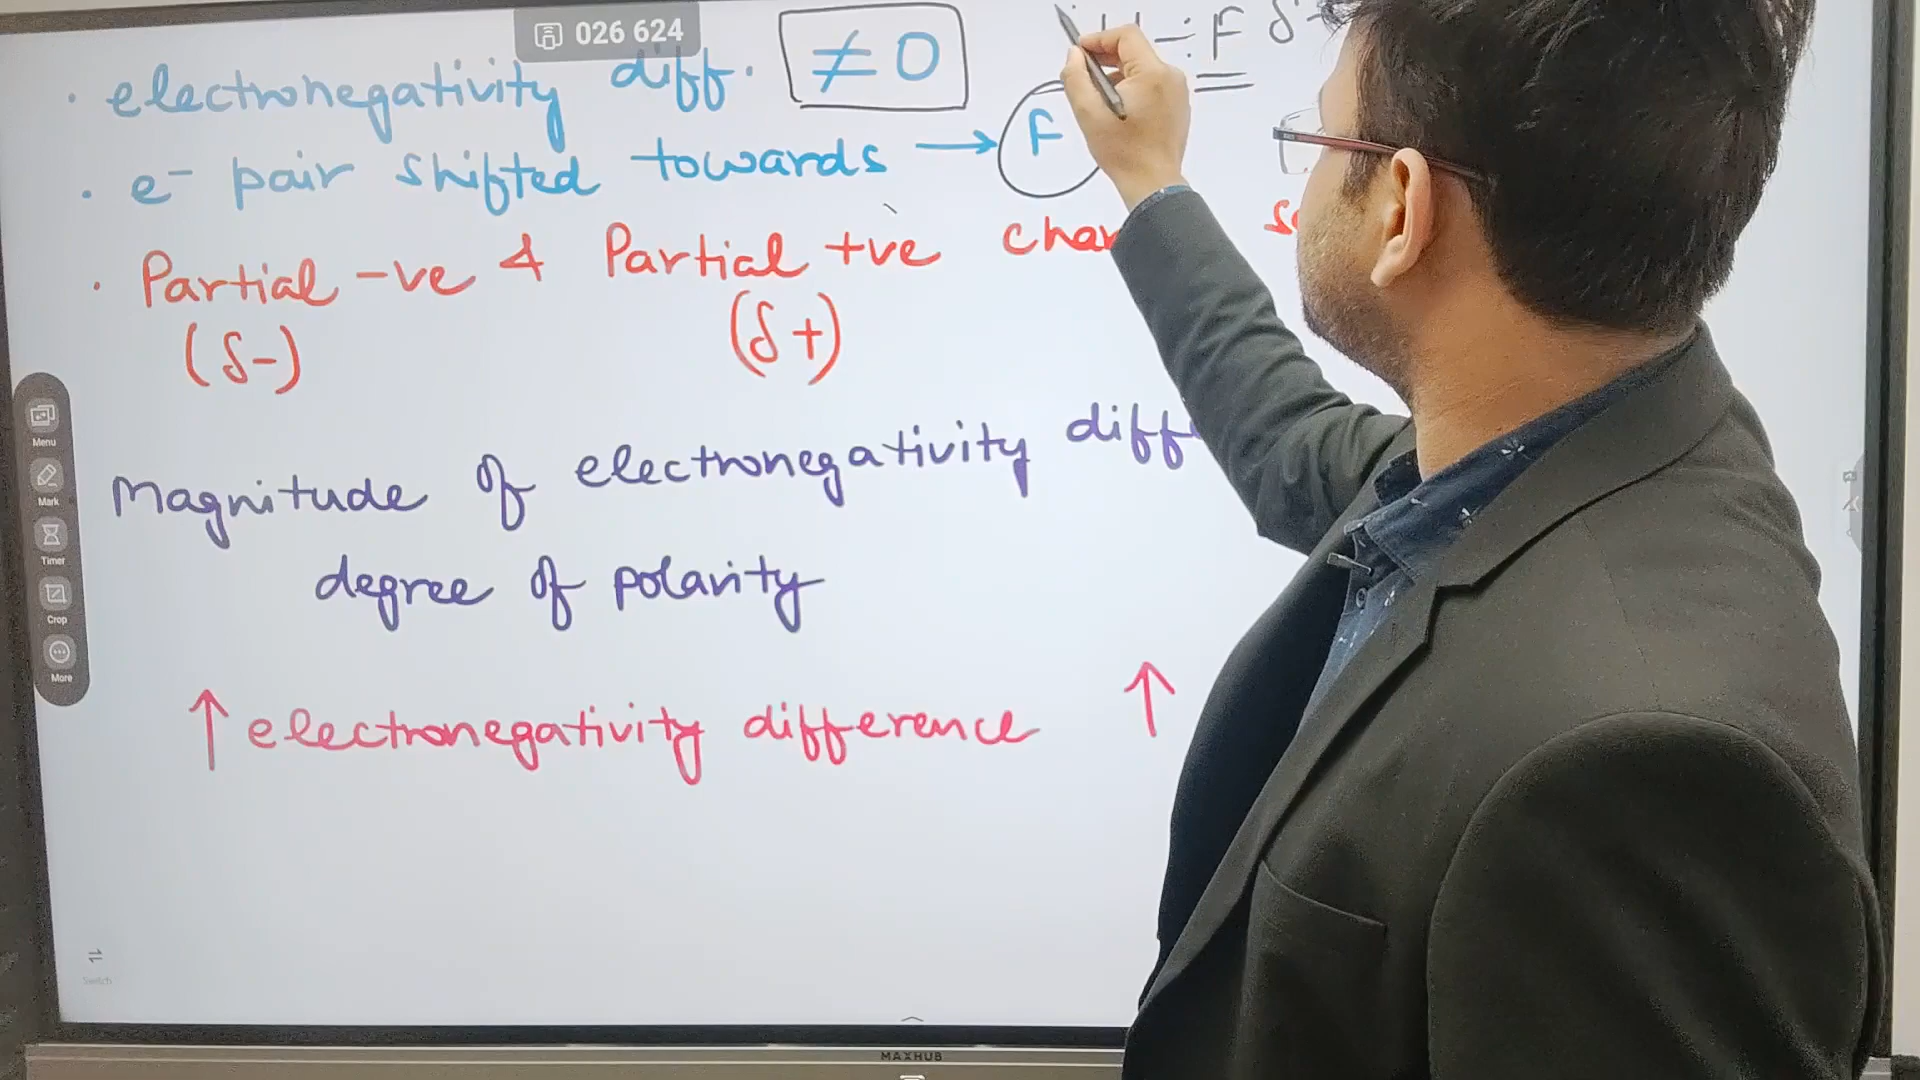 026 624
• electronegativity diff. ≠ 0
F δ
• e⁻ pair shifted towards → F
• Partial -ve & Partial +ve
(δ-) (δ+)
Magnitude of electronegativity
degree of polarity
↑ electronegativity difference ↑
Menu
Mark
Timer
Crop
More
Switch
MAXHUB